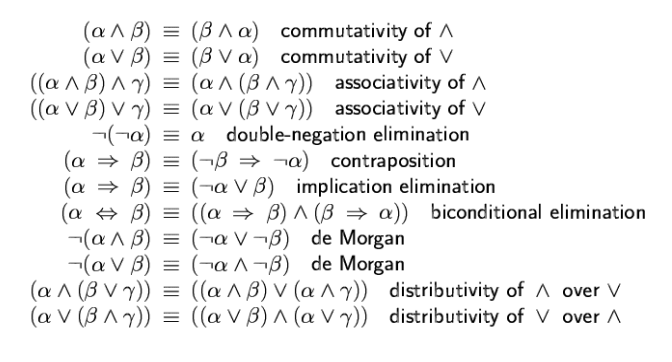 (α ∧ β) ≡ (β ∧ α) commutativity of ∧
(α ∨ β) ≡ (β ∨ α) commutativity of ∨
((α ∧ β) ∧ γ) ≡ (α ∧ (β ∧ γ)) associativity of ∧
((α ∨ β) ∨ γ) ≡ (α ∨ (β ∨ γ)) associativity of ∨
¬(¬α) ≡ α double-negation elimination
(α ⇒ β) ≡ (¬β ⇒ ¬α) contraposition
(α ⇒ β) ≡ (¬α ∨ β) implication elimination
(α ⇔ β) ≡ ((α ⇒ β) ∧ (β ⇒ α)) biconditional elimination
¬(α ∧ β) ≡ (¬α ∨ ¬β) de Morgan
¬(α ∨ β) ≡ (¬α ∧ ¬β) de Morgan
(α ∧ (β ∨ γ)) ≡ ((α ∧ β) ∨ (α ∧ γ)) distributivity of ∧ over ∨
(α ∨ (β ∧ γ)) ≡ ((α ∨ β) ∧ (α ∨ γ)) distributivity of ∨ over ∧